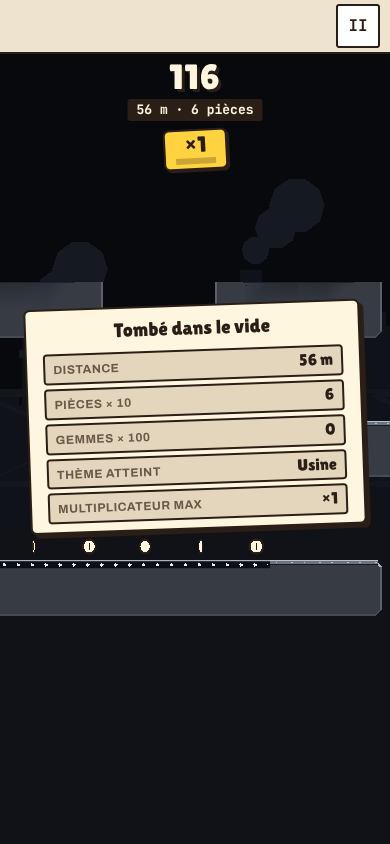 II
116
56 m · 6 pièces
×1
Tombé dans le vide
DISTANCE 56 m
PIÈCES × 10 6
GEMMES × 100 0
THÈME ATTEINT Usine
MULTIPLICATEUR MAX ×1